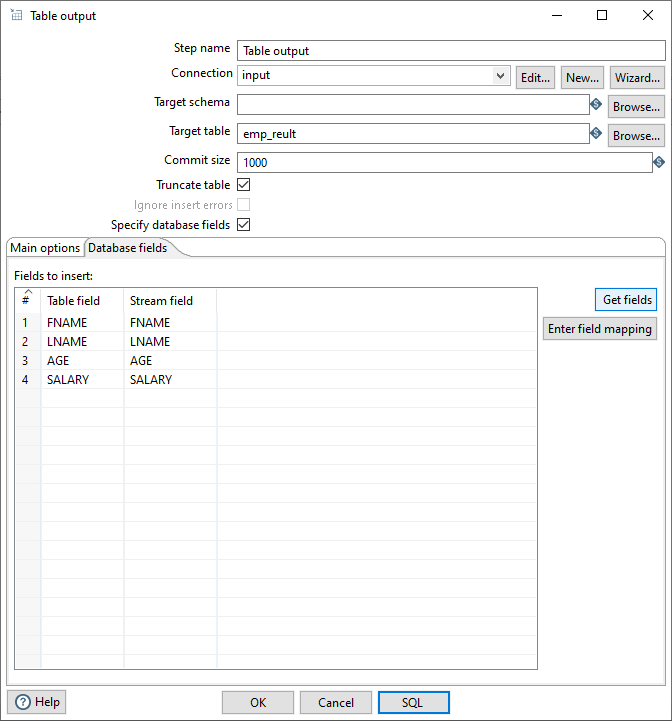 Table output
Step name Table output
Connection input Edit... New... Wizard...
Target schema S Browse...
Target table emp_reult S Browse...
Commit size 1000 S
Truncate table
Ignore insert errors
Specify database fields
Main options Database fields
Fields to insert:
# Table field Stream field Get fields
1 FNAME FNAME
Enter field mapping
2 LNAME LNAME
3 AGE AGE
4 SALARY SALARY
? Help OK Cancel SQL